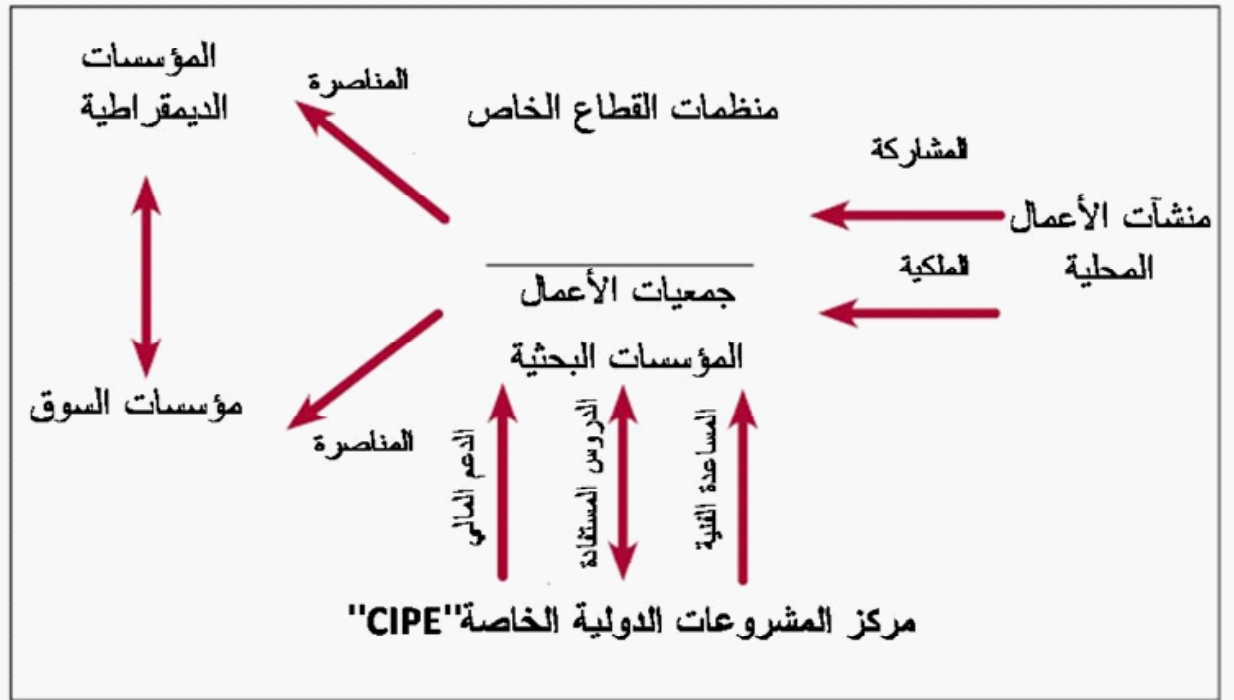 المؤسسات
الديمقراطية
المناصرة
منظمات القطاع الخاص
المشاركة
منشآت الأعمال
المحلية
الملكية
جمعيات الأعمال
المؤسسات البحثية
مؤسسات السوق
المناصرة
المساعدة الفنية
الدروس المستفادة
الدعم المالي
مركز المشروعات الدولية الخاصة"CIPE"